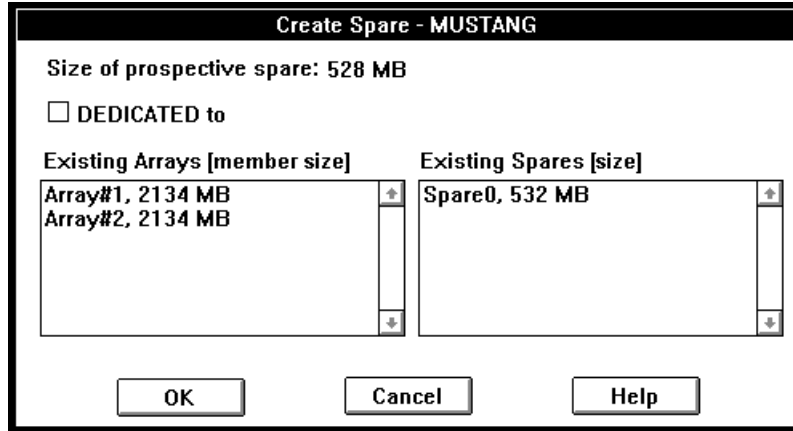 Create Spare - MUSTANG
Size of prospective spare: 528 MB
DEDICATED to
Existing Arrays [member size]
Existing Spares [size]
Array#1, 2134 MB
Array#2, 2134 MB
Spare0, 532 MB
OK
Cancel
Help